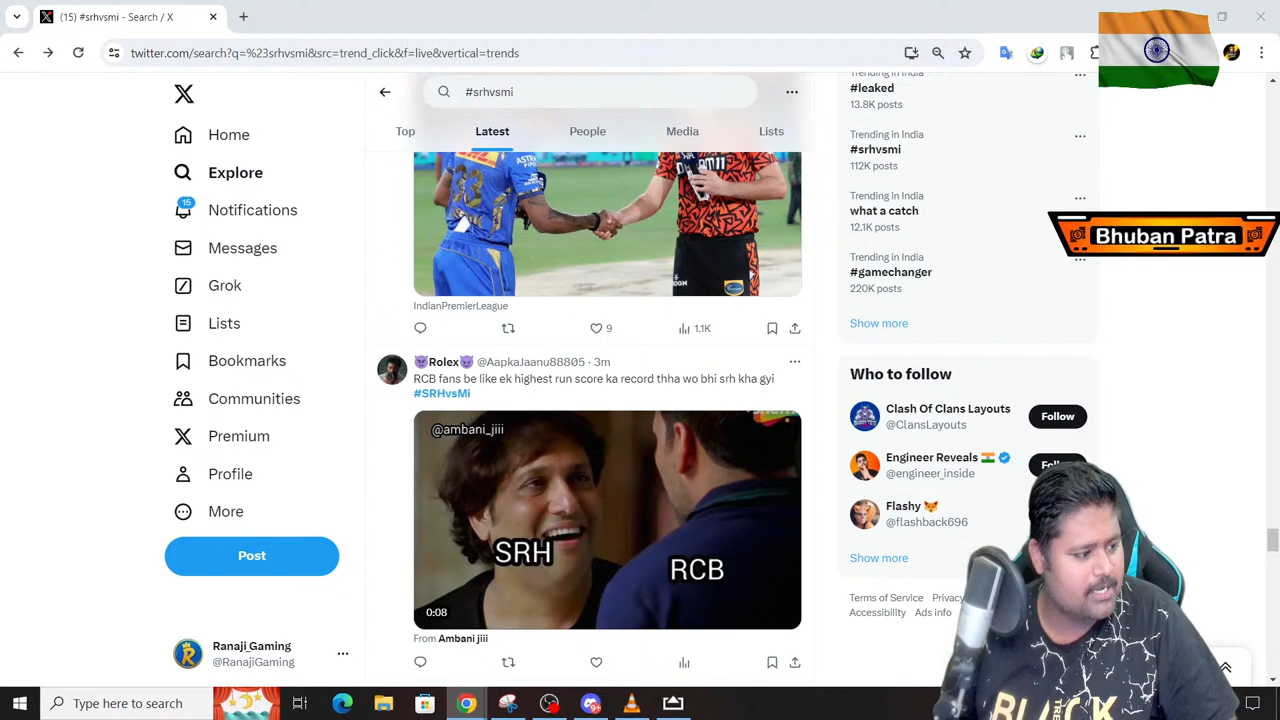 (15) #srhvsmi - Search / X
twitter.com/search?q=%23srhvsmi&src=trend_click&f=live&vertical=trends
Home
Explore
15
Notifications
Messages
Grok
Lists
Bookmarks
Communities
Premium
Profile
More
Post
Ranaji_Gaming
@RanajiGaming
#srhvsmi
Top
Latest
People
Media
Lists
IndianPremierLeague
9
1.1K
Rolex @AapkaJaanu88805 · 3m
RCB fans be like ek highest run score ka record thha wo bhi srh kha gyi
#SRHvsMi
@ambani_jiii
SRH
RCB
0:08
From Ambani jiii
Trending in India
#leaked
13.8K posts
Trending in India
#srhvsmi
112K posts
Trending in India
what a catch
12.1K posts
Trending in India
#gamechanger
220K posts
Show more
Bhuban Patra
Who to follow
Clash Of Clans Layouts
@ClansLayouts
Follow
Engineer Reveals
@engineer_inside
Flashy
@flashback696
Show more
Terms of Service Privacy
Accessibility Ads info
BLACK
Type here to search